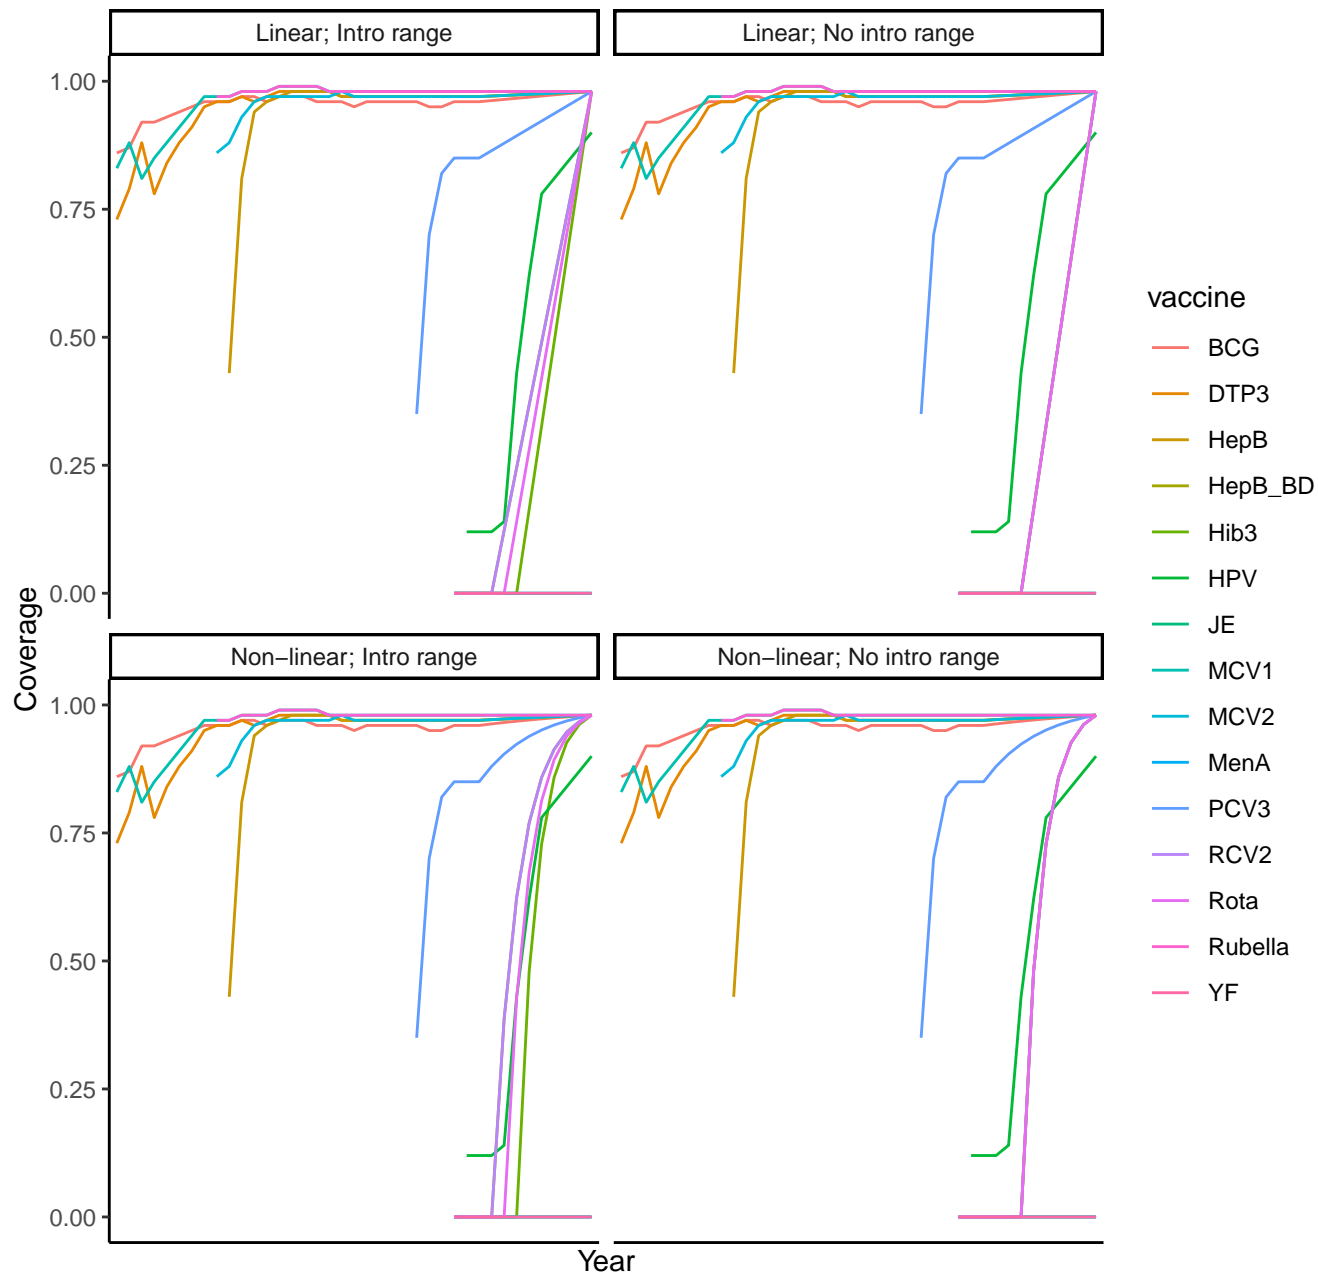 Linear; Intro range
Linear; No intro range
1.00
0.75
0.50
0.25
0.00
Non−linear; Intro range
Non−linear; No intro range
1.00
0.75
0.50
0.25
0.00
Coverage
Year
vaccine
BCG
DTP3
HepB
HepB_BD
Hib3
HPV
JE
MCV1
MCV2
MenA
PCV3
RCV2
Rota
Rubella
YF